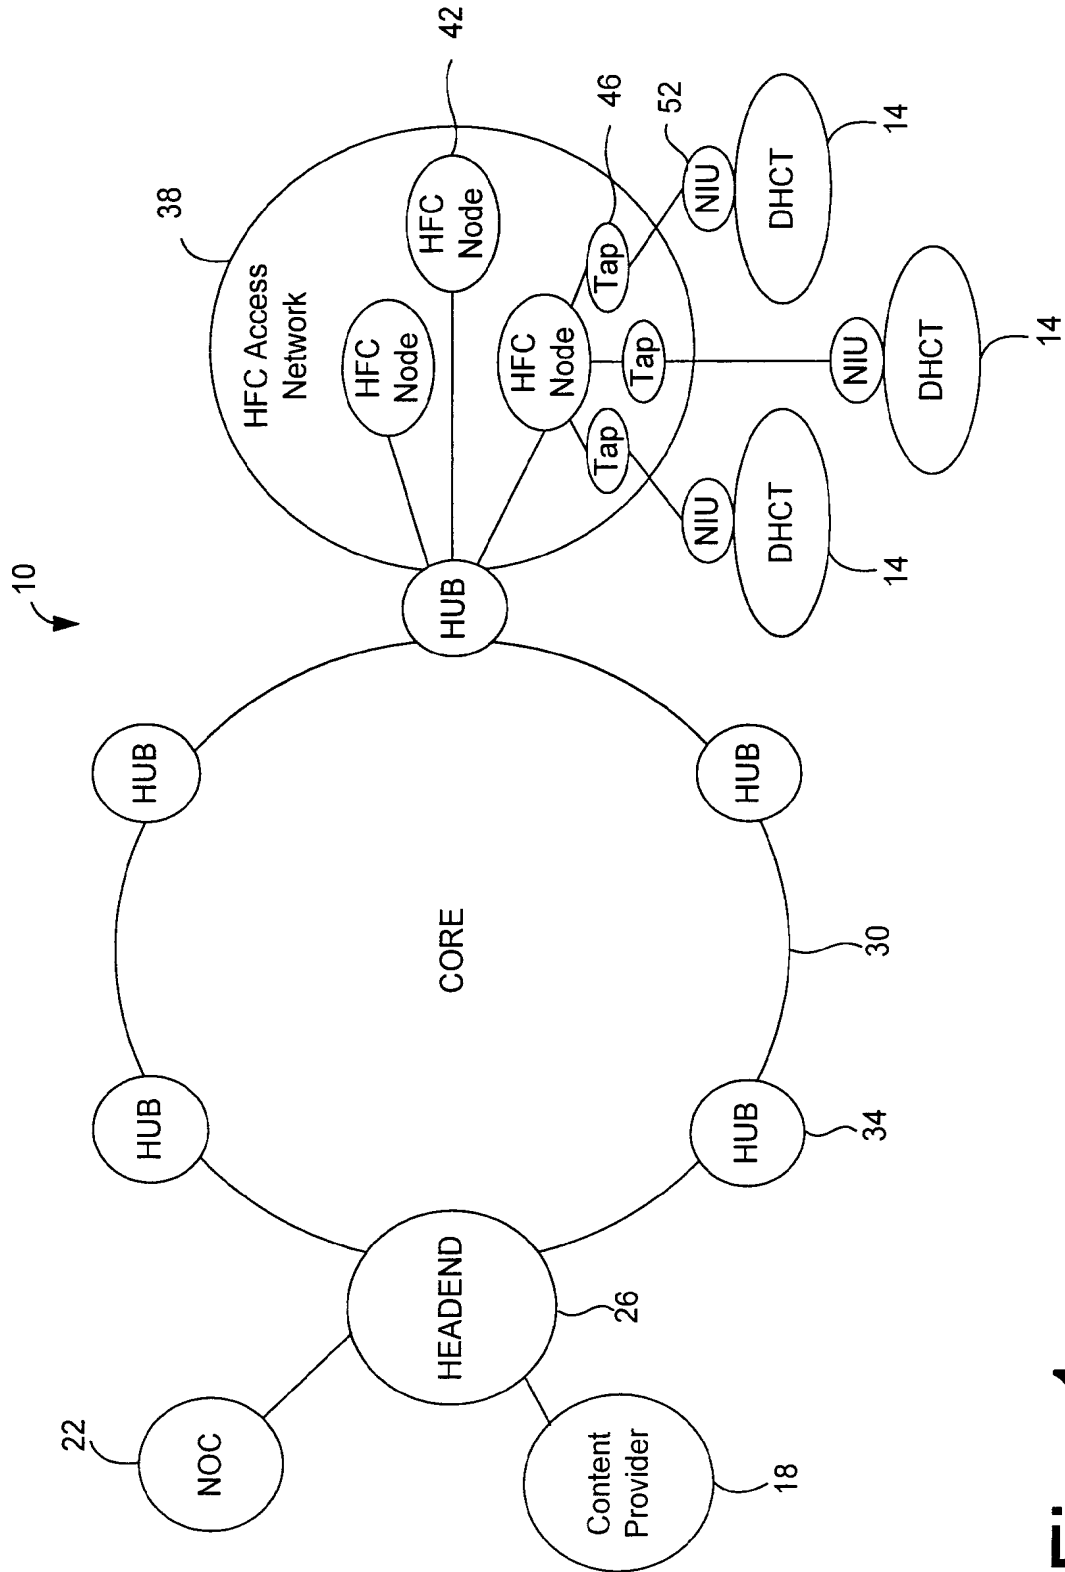 10
22
NOC
Content
Provider
18
HEADEND
26
HUB
HUB
34
CORE
30
HUB
HUB
HUB
38
HFC Access
Network
HFC
Node
HFC
Node
42
HFC
Node
Tap
Tap
Tap
46
NIU
DHCT
14
NIU
DHCT
14
NIU
52
DHCT
14